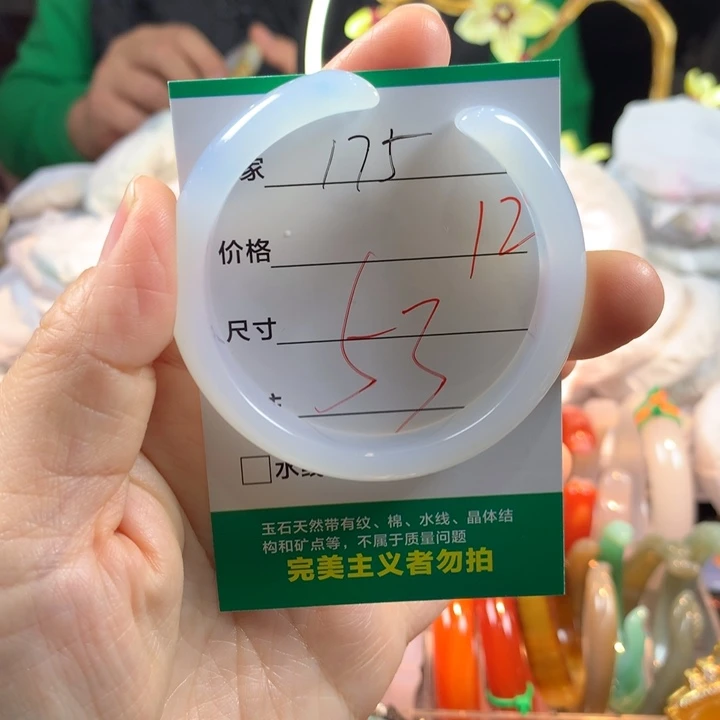 家 175
价格 12
尺寸 53
水线
玉石天然带有纹、棉、水线、晶体结
构和矿点等，不属于质量问题
完美主义者勿拍